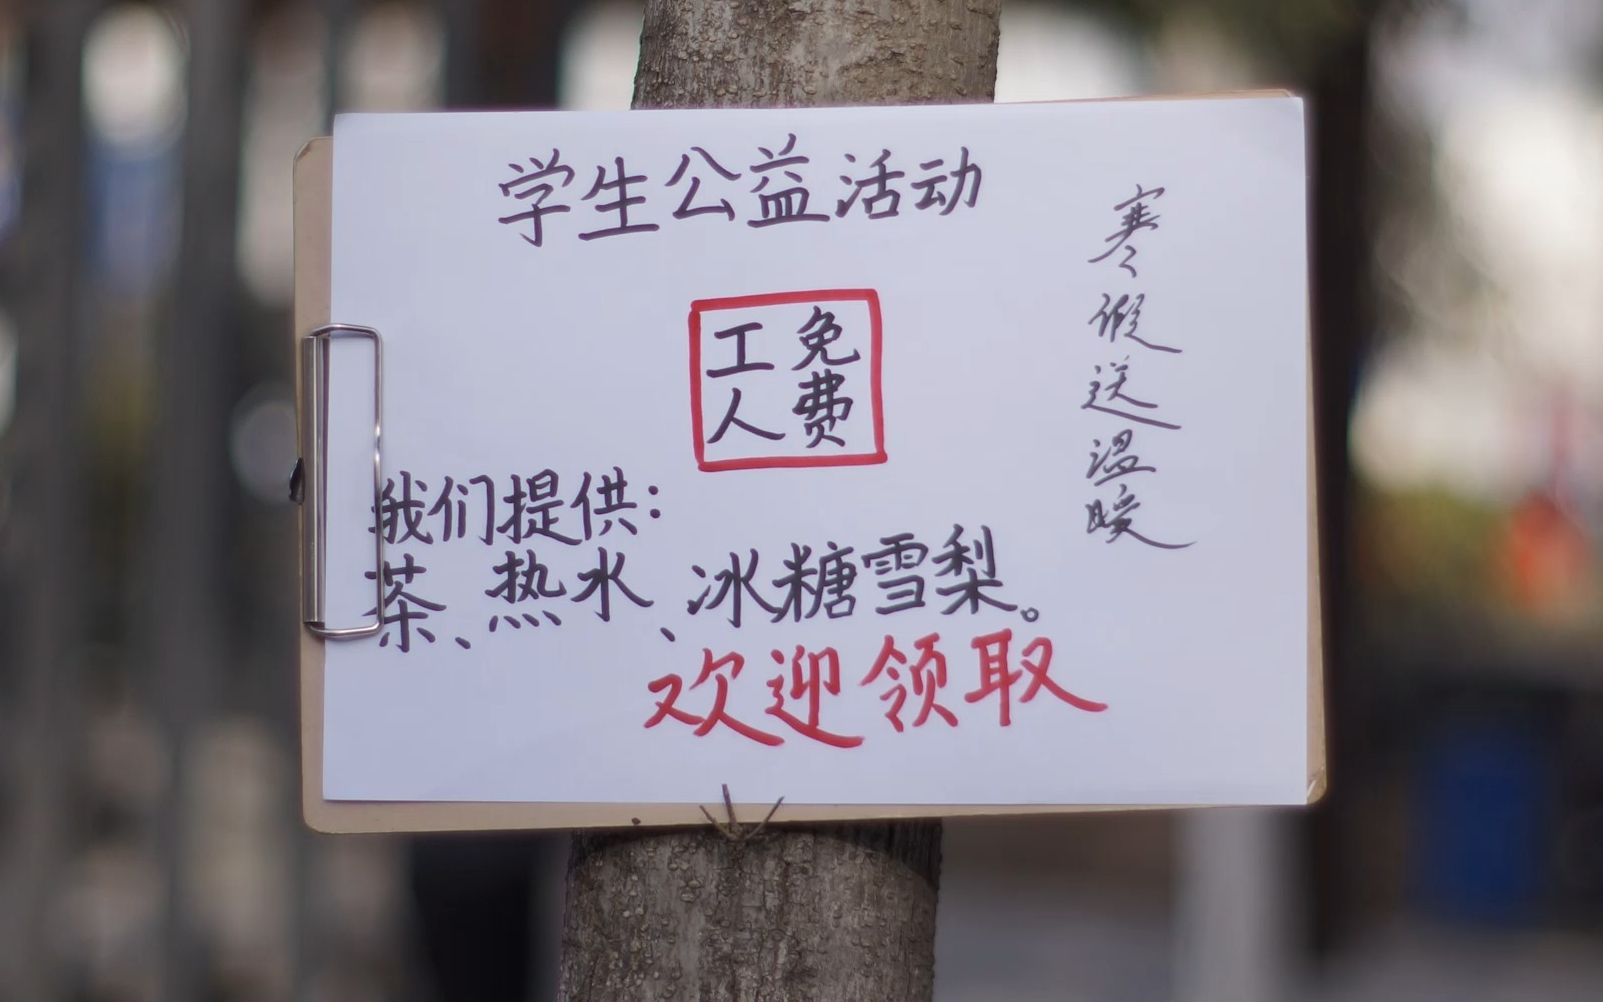 学生公益活动
工人
免费
我们提供：
茶、热水、冰糖雪梨。
欢迎领取
寒假送温暖